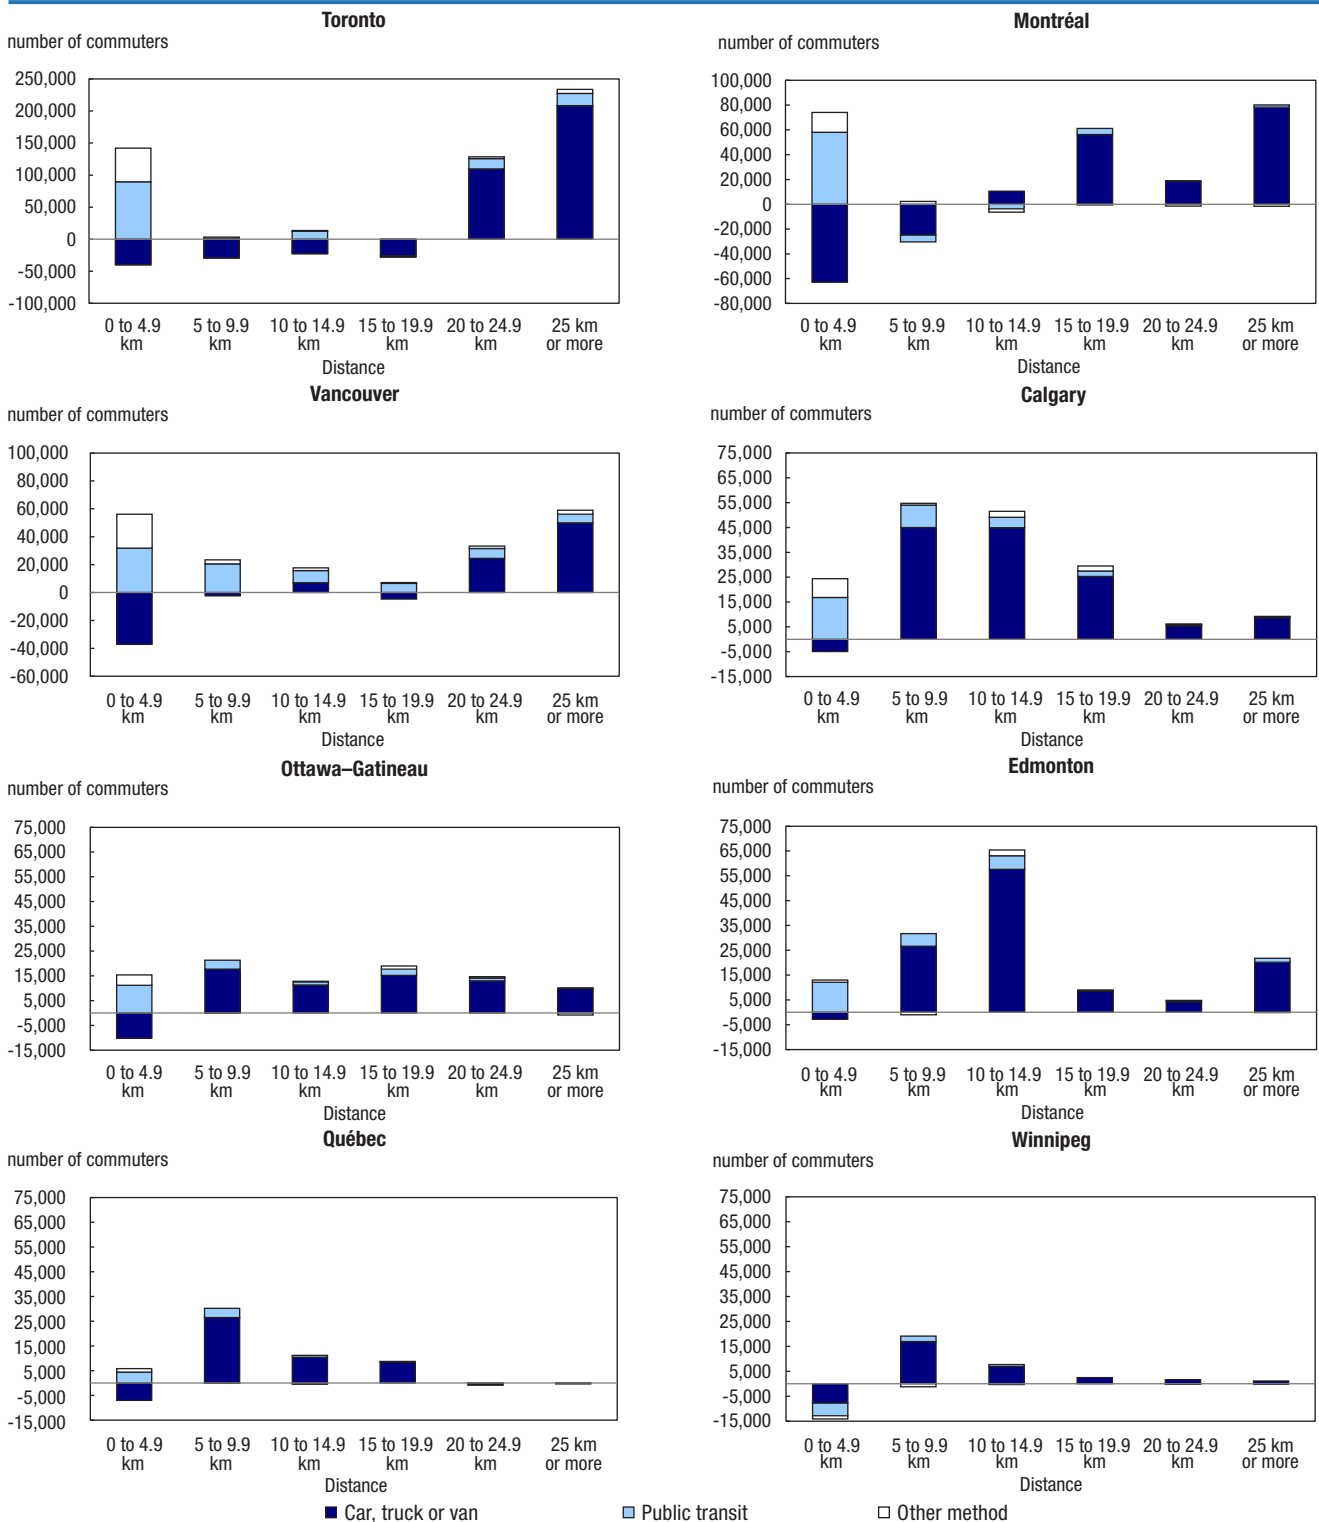 Toronto
number of commuters
250,000
200,000
150,000
100,000
50,000
0
-50,000
-100,000
0 to 4.9 km
5 to 9.9 km
10 to 14.9 km
15 to 19.9 km
20 to 24.9 km
25 km or more
Distance
Montréal
number of commuters
100,000
80,000
60,000
40,000
20,000
0
-20,000
-40,000
-60,000
-80,000
0 to 4.9 km
5 to 9.9 km
10 to 14.9 km
15 to 19.9 km
20 to 24.9 km
25 km or more
Distance
Vancouver
number of commuters
100,000
80,000
60,000
40,000
20,000
0
-20,000
-40,000
-60,000
0 to 4.9 km
5 to 9.9 km
10 to 14.9 km
15 to 19.9 km
20 to 24.9 km
25 km or more
Distance
Calgary
number of commuters
75,000
65,000
55,000
45,000
35,000
25,000
15,000
5,000
-5,000
-15,000
0 to 4.9 km
5 to 9.9 km
10 to 14.9 km
15 to 19.9 km
20 to 24.9 km
25 km or more
Distance
Ottawa–Gatineau
number of commuters
75,000
65,000
55,000
45,000
35,000
25,000
15,000
5,000
-5,000
-15,000
0 to 4.9 km
5 to 9.9 km
10 to 14.9 km
15 to 19.9 km
20 to 24.9 km
25 km or more
Distance
Edmonton
number of commuters
75,000
65,000
55,000
45,000
35,000
25,000
15,000
5,000
-5,000
-15,000
0 to 4.9 km
5 to 9.9 km
10 to 14.9 km
15 to 19.9 km
20 to 24.9 km
25 km or more
Distance
Québec
number of commuters
75,000
65,000
55,000
45,000
35,000
25,000
15,000
5,000
-5,000
-15,000
0 to 4.9 km
5 to 9.9 km
10 to 14.9 km
15 to 19.9 km
20 to 24.9 km
25 km or more
Distance
Winnipeg
number of commuters
75,000
65,000
55,000
45,000
35,000
25,000
15,000
5,000
-5,000
-15,000
0 to 4.9 km
5 to 9.9 km
10 to 14.9 km
15 to 19.9 km
20 to 24.9 km
25 km or more
Distance
Car, truck or van
Public transit
Other method